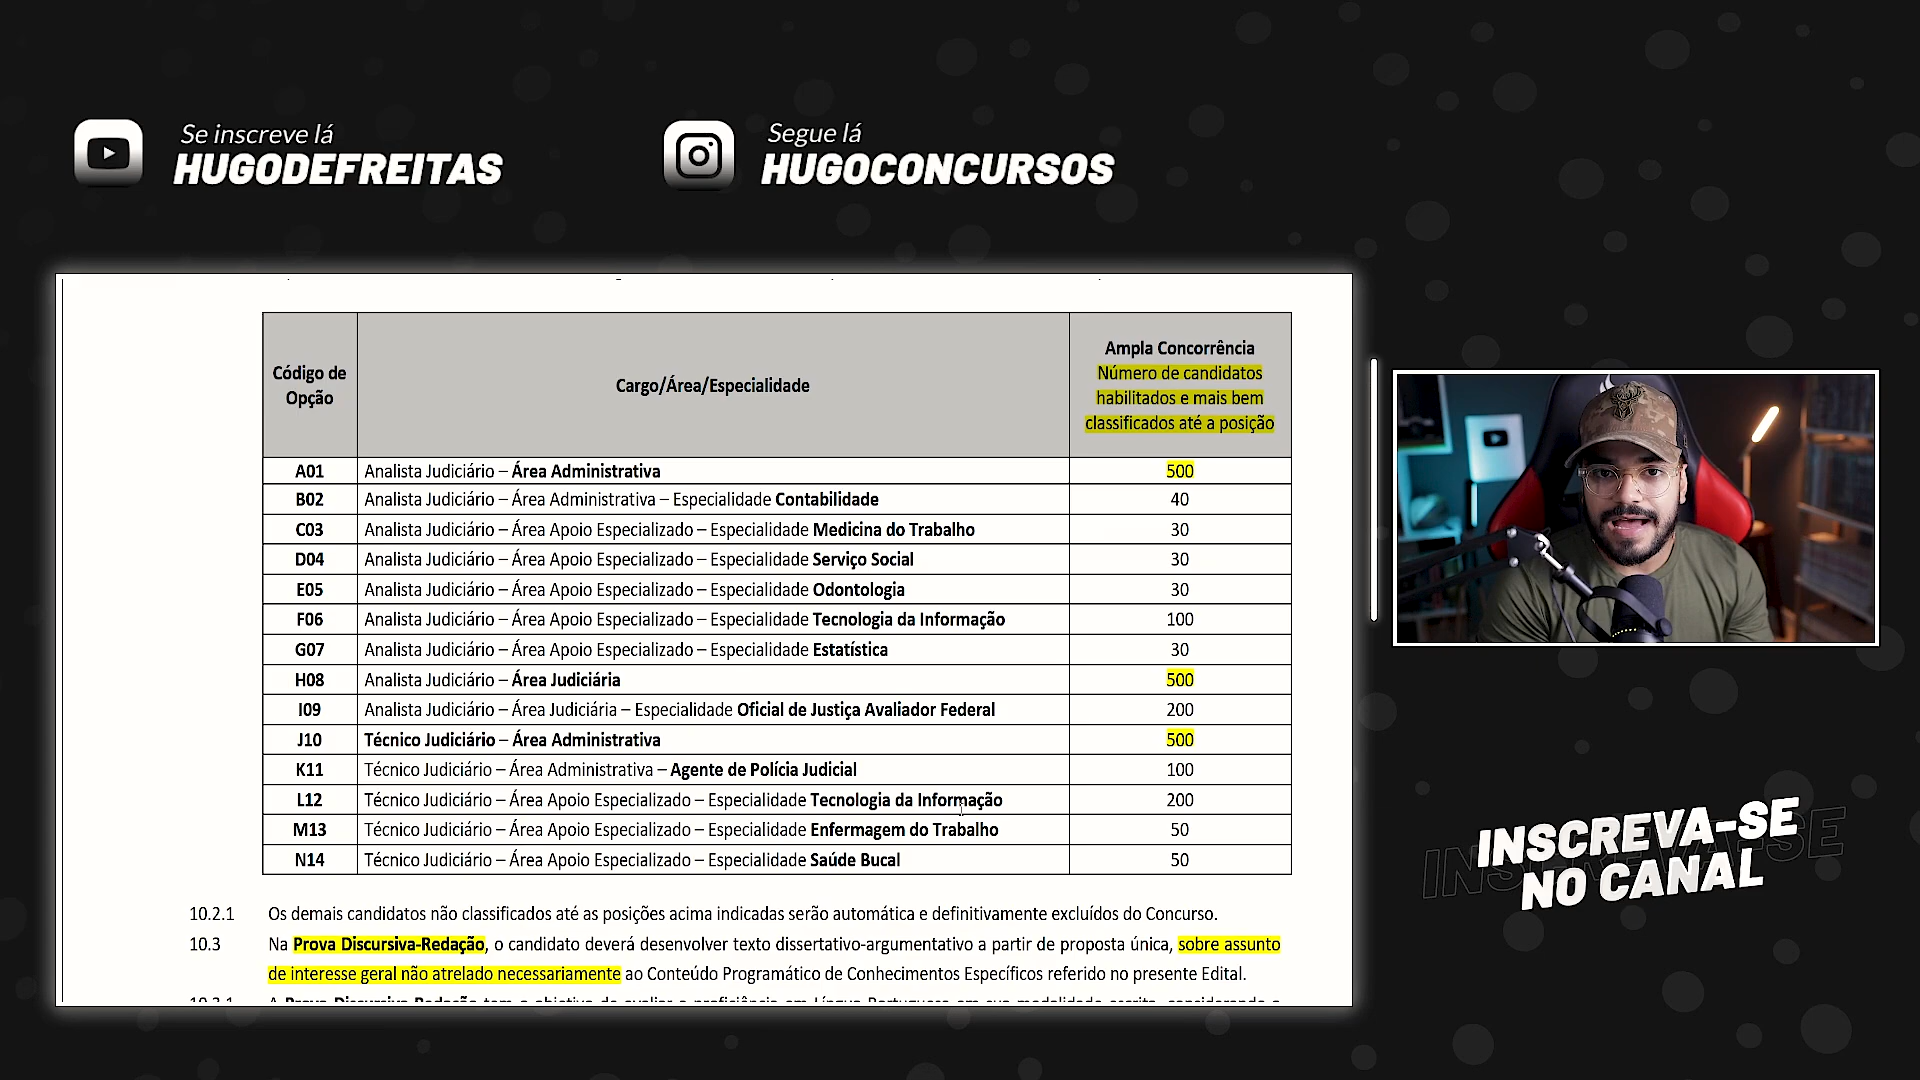 Se inscreve lá
HUGODEFREITAS
Segue lá
HUGOCONCURSOS
Código de Opção
Cargo/Área/Especialidade
Ampla Concorrência
Número de candidatos
habilitados e mais bem
classificados até a posição
A01 Analista Judiciário – Área Administrativa 500
B02 Analista Judiciário – Área Administrativa – Especialidade Contabilidade 40
C03 Analista Judiciário – Área Apoio Especializado – Especialidade Medicina do Trabalho 30
D04 Analista Judiciário – Área Apoio Especializado – Especialidade Serviço Social 30
E05 Analista Judiciário – Área Apoio Especializado – Especialidade Odontologia 30
F06 Analista Judiciário – Área Apoio Especializado – Especialidade Tecnologia da Informação 100
G07 Analista Judiciário – Área Apoio Especializado – Especialidade Estatística 30
H08 Analista Judiciário – Área Judiciária 500
I09 Analista Judiciário – Área Judiciária – Especialidade Oficial de Justiça Avaliador Federal 200
J10 Técnico Judiciário – Área Administrativa 500
K11 Técnico Judiciário – Área Administrativa – Agente de Polícia Judicial 100
L12 Técnico Judiciário – Área Apoio Especializado – Especialidade Tecnologia da Informação 200
M13 Técnico Judiciário – Área Apoio Especializado – Especialidade Enfermagem do Trabalho 50
N14 Técnico Judiciário – Área Apoio Especializado – Especialidade Saúde Bucal 50
10.2.1 Os demais candidatos não classificados até as posições acima indicadas serão automática e definitivamente excluídos do Concurso.
10.3 Na Prova Discursiva-Redação, o candidato deverá desenvolver texto dissertativo-argumentativo a partir de proposta única, sobre assunto
de interesse geral não atrelado necessariamente ao Conteúdo Programático de Conhecimentos Específicos referido no presente Edital.
INSCREVA-SE
NO CANAL